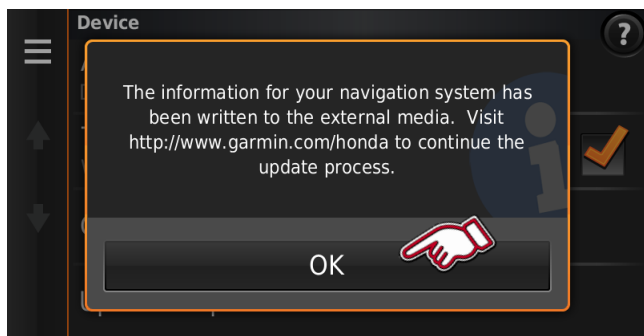 Device
?
The information for your navigation system has
been written to the external media.  Visit
http://www.garmin.com/honda to continue the
update process.
OK